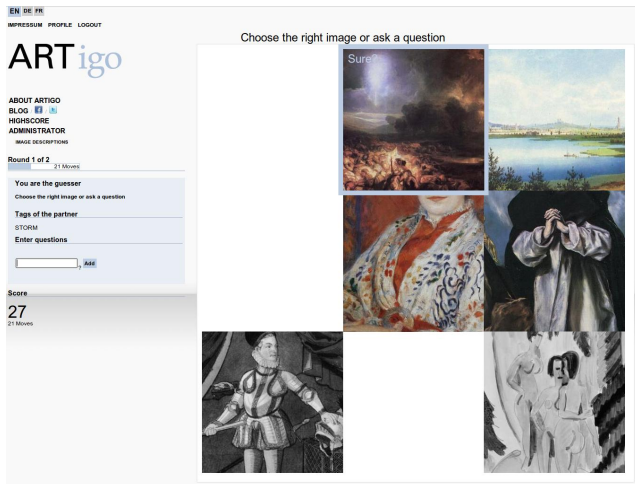 EN DE FR
IMPRESSUM PROFILE LOGOUT
ARTigo
Choose the right image or ask a question
Sure?
ABOUT ARTIGO
BLOG
HIGHSCORE
ADMINISTRATOR
IMAGE DESCRIPTIONS
Round 1 of 2
21 Moves
You are the guesser
Choose the right image or ask a question
Tags of the partner
STORM
Enter questions
? Add
Score
27
21 Moves